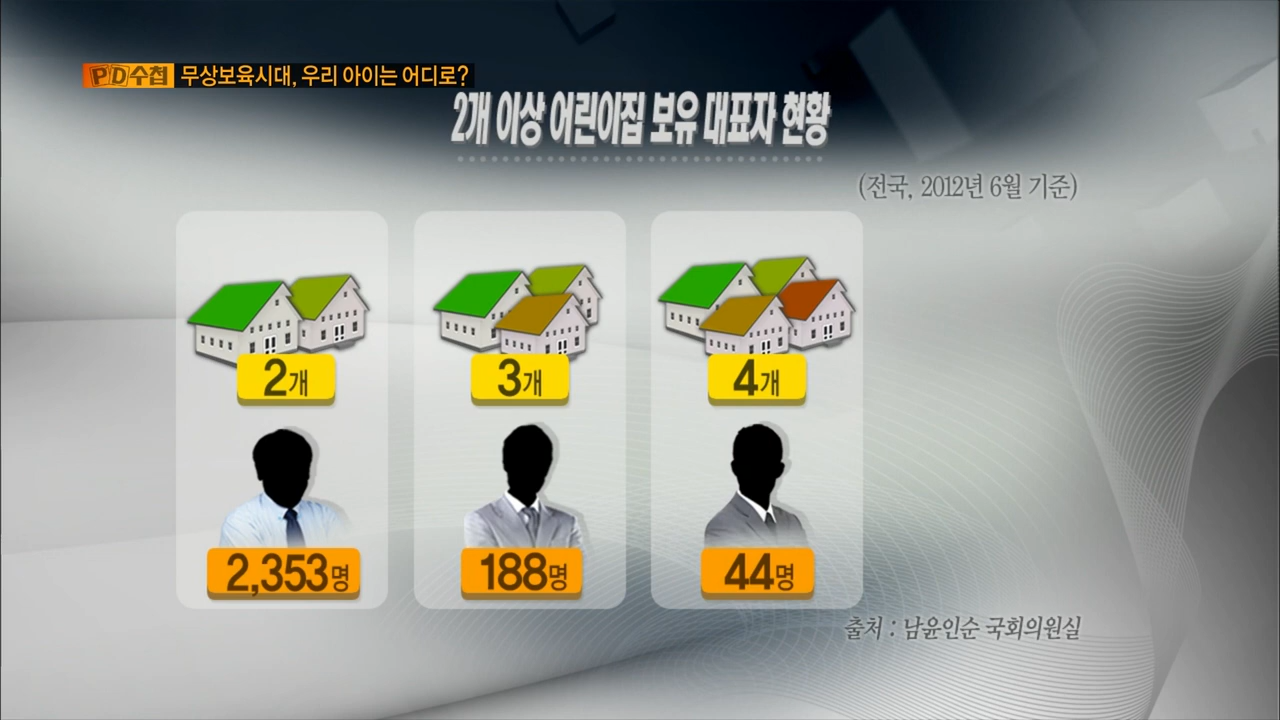 PD수첩 무상보육시대, 우리 아이는 어디로?
2개 이상 어린이집 보유 대표자 현황
(전국, 2012년 6월 기준)
2개 3개 4개
2,353명 188명 44명
출처 : 남윤인순 국회의원실